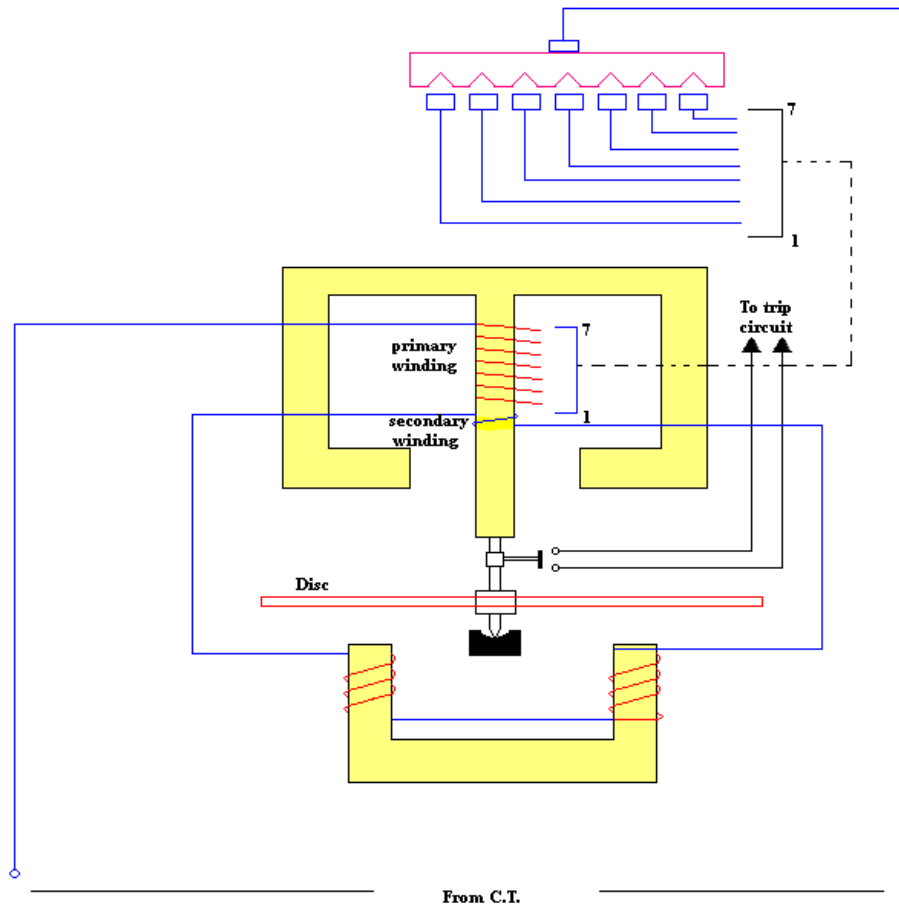 7
1
To trip
circuit
7
primary
winding
1
secondary
winding
Disc
From C.T.